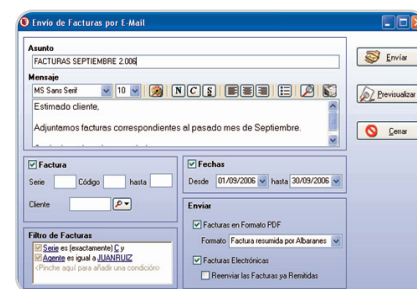 Envío de Facturas por E-Mail
Asunto
FACTURAS SEPTIEMBRE 2.006
Enviar
Mensaje
MS Sans Serif 10 N C S
Previsualizar
Estimado cliente,
Adjuntamos facturas correspondientes al pasado mes de Septiembre.
Cerrar
Factura
Serie Código hasta
Cliente
Fechas
Desde 01/09/2006 hasta 30/09/2006
Enviar
Facturas en Formato PDF
Formato Factura resumida por Albaranes
Facturas Electrónicas
Reenviar las Facturas ya Remitidas
Filtro de Facturas
Serie es (exactamente) C y
Agente es igual a JUANRUIZ
<Pinche aquí para añadir una condición>